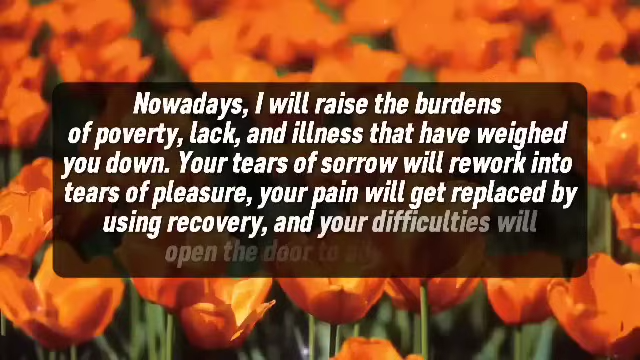 Nowadays, I will raise the burdens
of poverty, lack, and illness that have weighed
you down. Your tears of sorrow will rework into
tears of pleasure, your pain will get replaced by
using recovery, and your difficulties will
open the door to